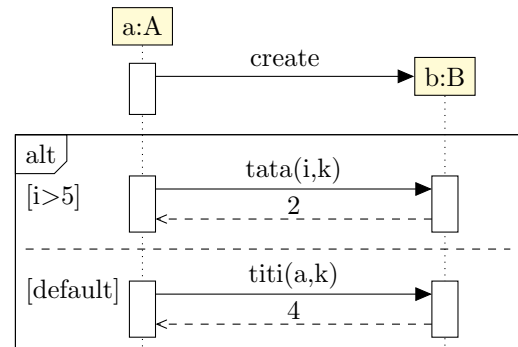 a:A
create
b:B
alt
[i>5]
tata(i,k)
2
[default]
titi(a,k)
4